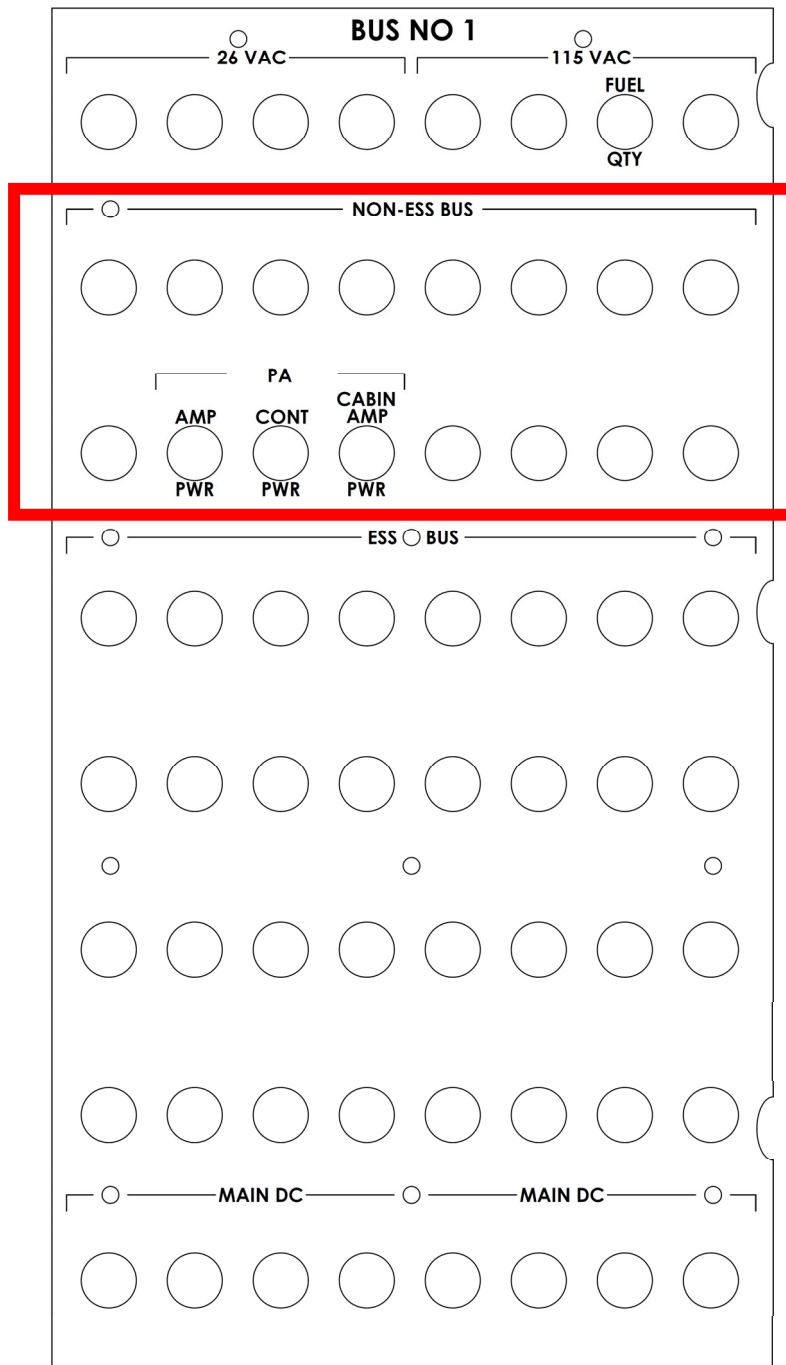 BUS NO 1
26 VAC 115 VAC
FUEL
QTY
NON-ESS BUS
PA
CABIN
AMP CONT AMP
PWR PWR PWR
ESS BUS
MAIN DC MAIN DC